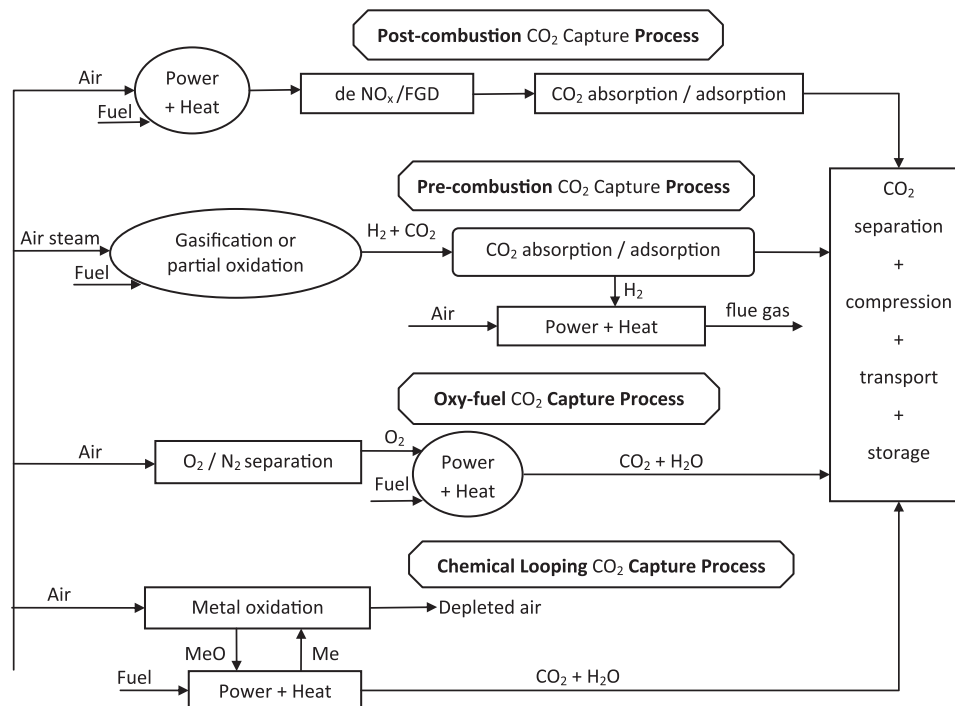 Post-combustion CO₂ Capture Process
Air
Fuel
Power
+ Heat
de NOₓ/FGD
CO₂ absorption / adsorption
Pre-combustion CO₂ Capture Process
Air steam
Fuel
Gasification or
partial oxidation
H₂ + CO₂
CO₂ absorption / adsorption
H₂
Air
Power + Heat
flue gas
CO₂
separation
+
compression
+
transport
+
storage
Oxy-fuel CO₂ Capture Process
Air
O₂ / N₂ separation
O₂
Fuel
Power
+ Heat
CO₂ + H₂O
Chemical Looping CO₂ Capture Process
Air
Metal oxidation
Depleted air
MeO
Me
Fuel
Power + Heat
CO₂ + H₂O